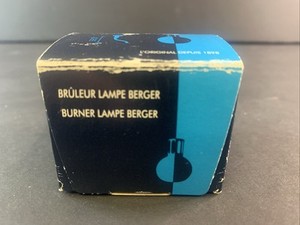 L'ORIGINAL DEPUIS 1898
BRÛLEUR LAMPE BERGER
BURNER LAMPE BERGER